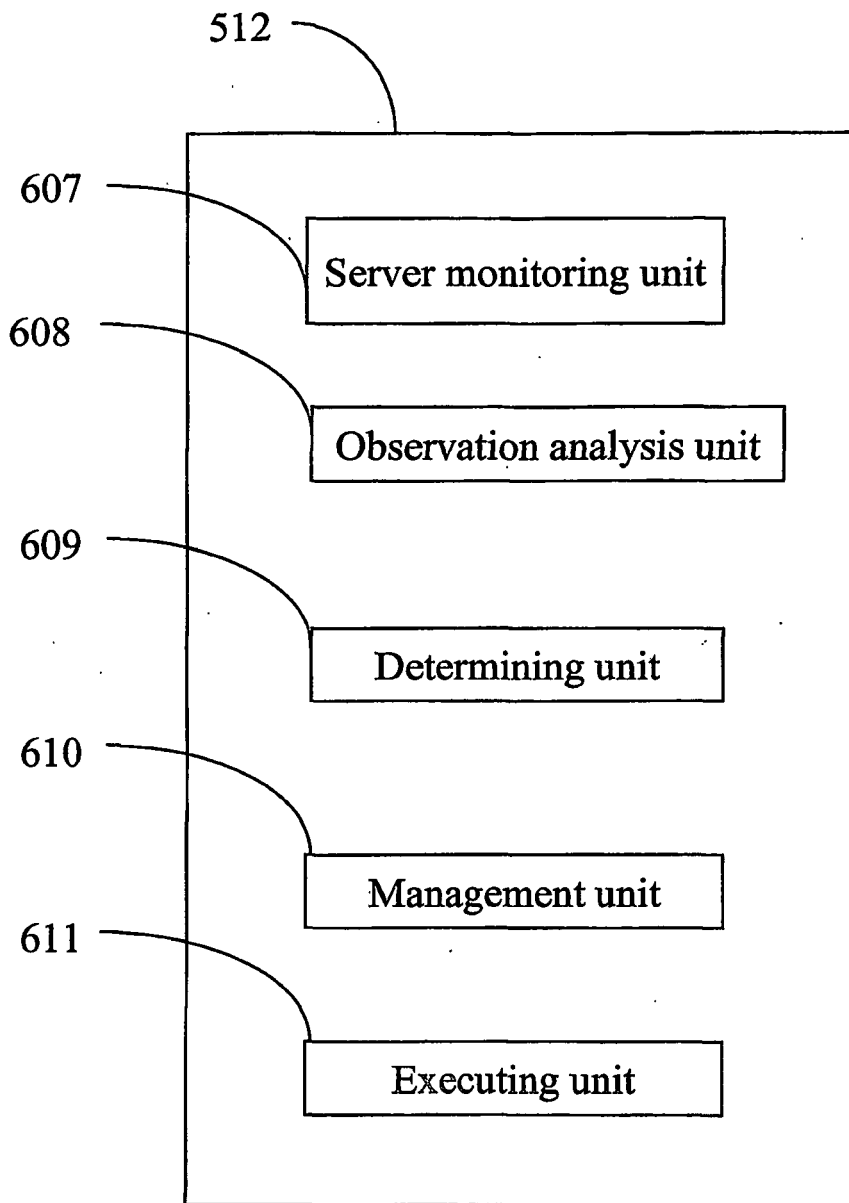 512
607
Server monitoring unit
608
Observation analysis unit
609
Determining unit
610
Management unit
611
Executing unit